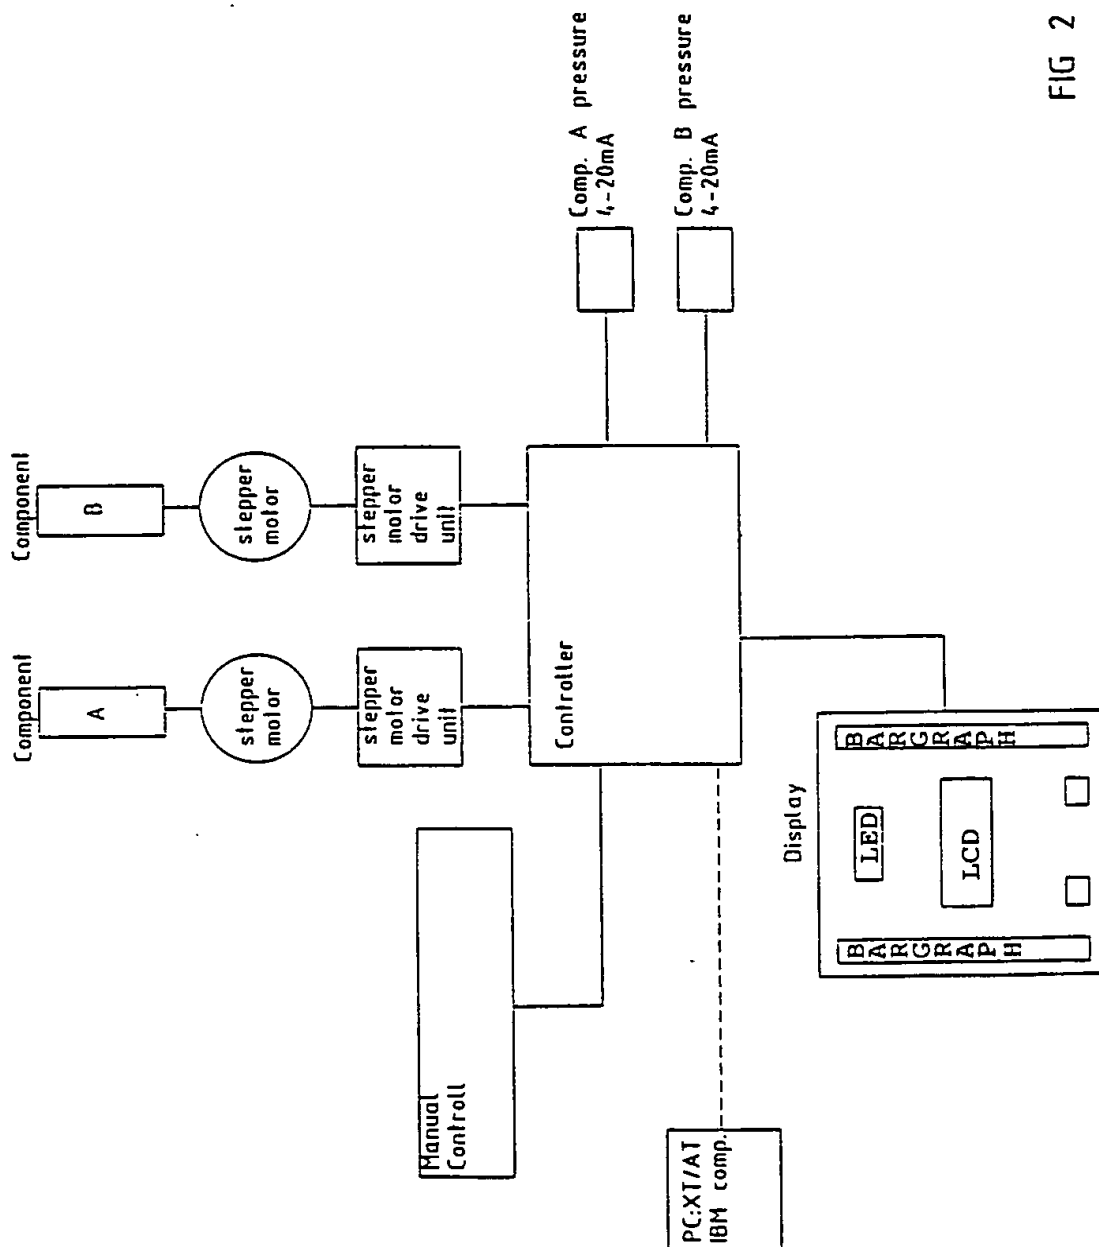 Component
Component
A
B
stepper
motor
stepper
motor
stepper
motor
drive
unit
stepper
motor
drive
unit
Manual
Controll
Controller
Comp. A pressure
4-20mA
Comp. B pressure
4-20mA
PC:XT/AT
IBM comp.
Display
BARGRAPH
LED
LCD
BARGRAPH
FIG 2